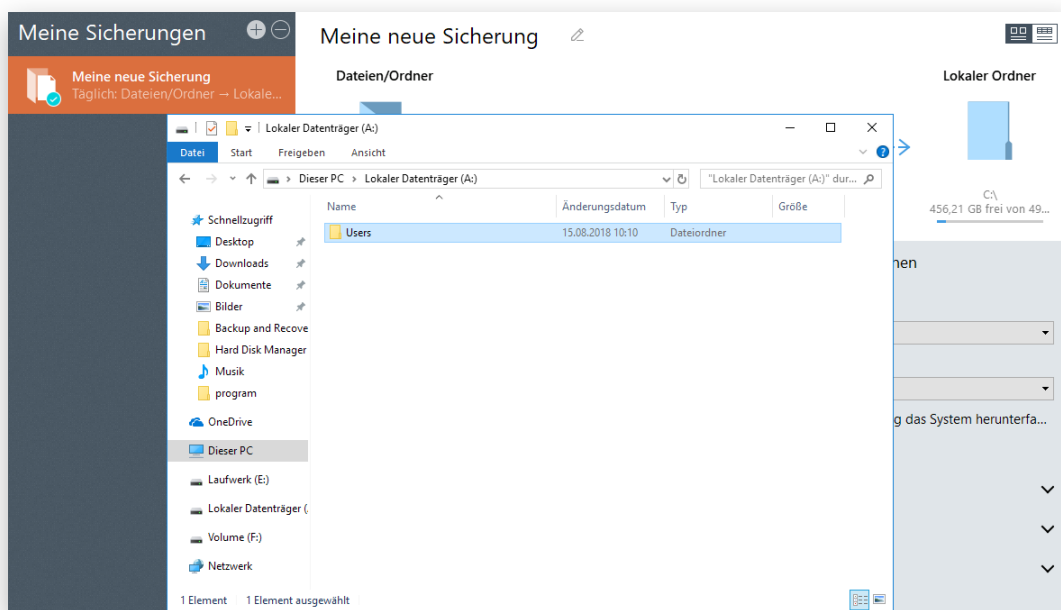 Meine Sicherungen
Meine neue Sicherung
Täglich: Dateien/Ordner → Lokale...
Meine neue Sicherung
Dateien/Ordner
Lokaler Ordner
C:\
456,21 GB frei von 49...
Lokaler Datenträger (A:)
Datei Start Freigeben Ansicht
Dieser PC > Lokaler Datenträger (A:)
"Lokaler Datenträger (A:)" dur...
Name Änderungsdatum Typ Größe
Users 15.08.2018 10:10 Dateiordner
Schnellzugriff
Desktop
Downloads
Dokumente
Bilder
Backup and Recove
Hard Disk Manager
Musik
program
OneDrive
Dieser PC
Laufwerk (E:)
Lokaler Datenträger (
Volume (F:)
Netzwerk
1 Element 1 Element ausgewählt
nen
g das System herunterfa...